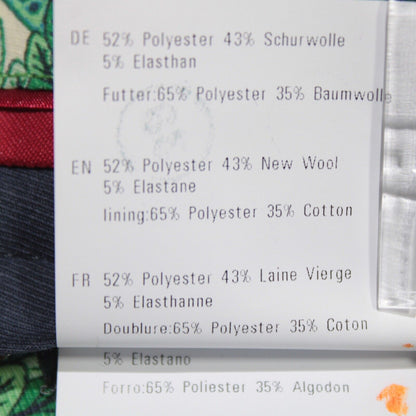 DE 52% Polyester 43% Schurwolle
5% Elasthan
Futter:65% Polyester 35% Baumwolle
EN 52% Polyester 43% New Wool
5% Elastane
lining:65% Polyester 35% Cotton
FR 52% Polyester 43% Laine Vierge
5% Elasthanne
Doublure:65% Polyester 35% Coton
5% Elastano
Forro:65% Poliester 35% Algodon